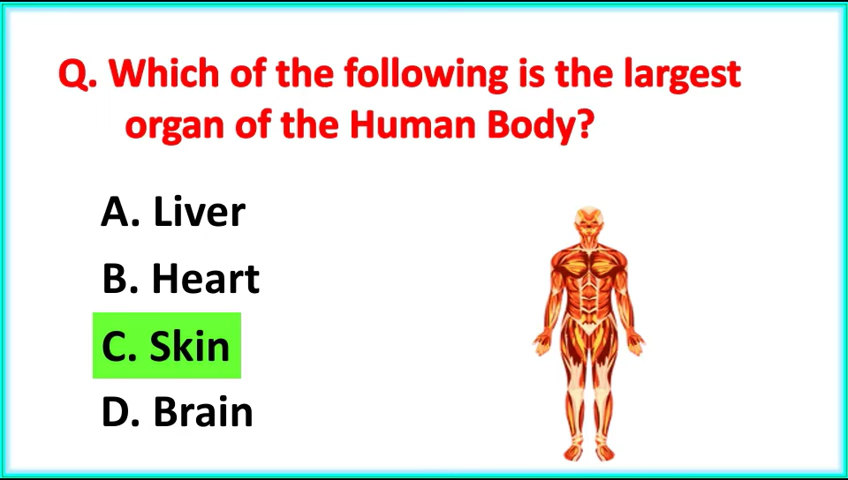 Q. Which of the following is the largest
organ of the Human Body?
A. Liver
B. Heart
C. Skin
D. Brain